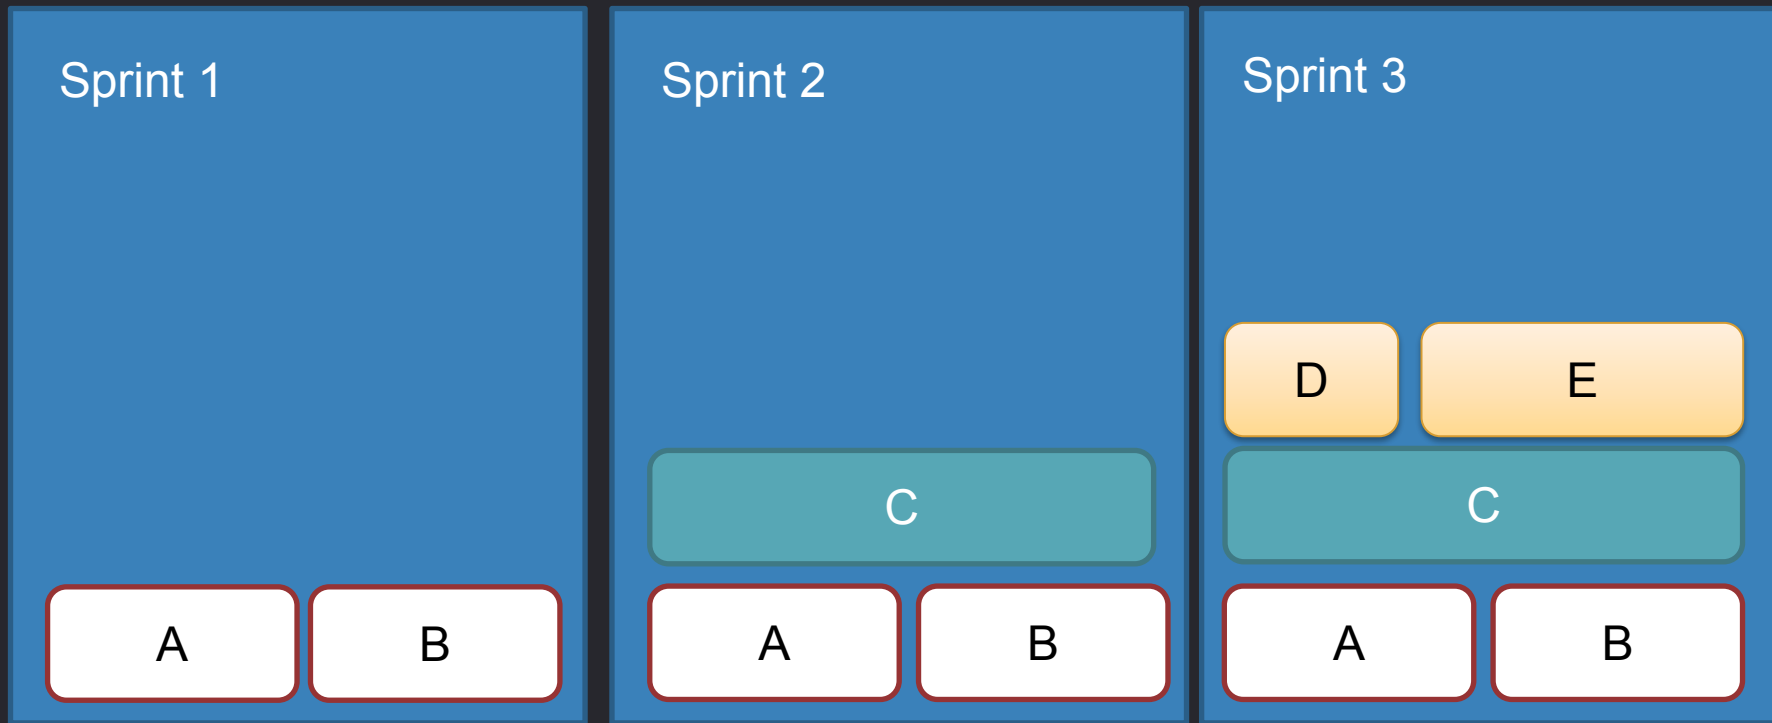 Sprint 1
A B
Sprint 2
C
A B
Sprint 3
D E
C
A B